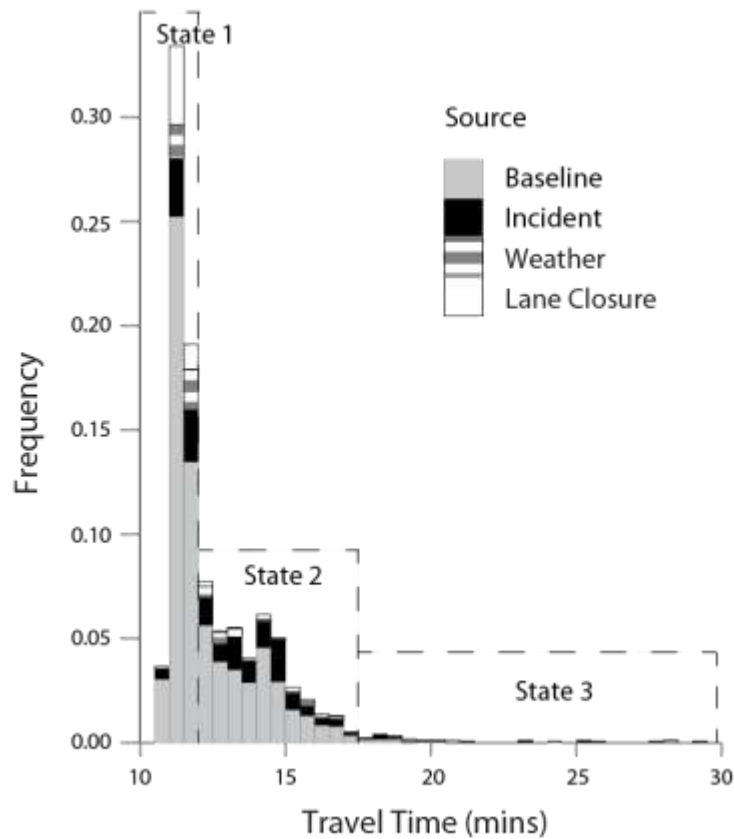 State 1
0.30
0.25
0.20
0.15
0.10
0.05
0.00
Frequency
Source
Baseline
Incident
Weather
Lane Closure
State 2
State 3
10 15 20 25 30
Travel Time (mins)